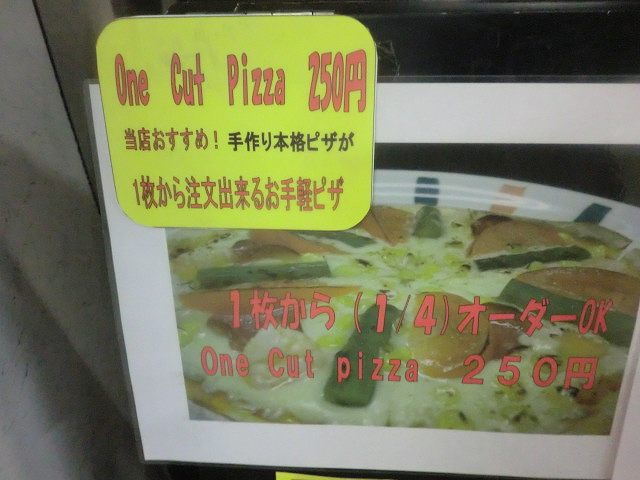 One Cut Pizza 250円
当店おすすめ！手作り本格ピザが
1枚から注文出来るお手軽ピザ
1枚から（1/4）オーダーOK
One Cut pizza 250円